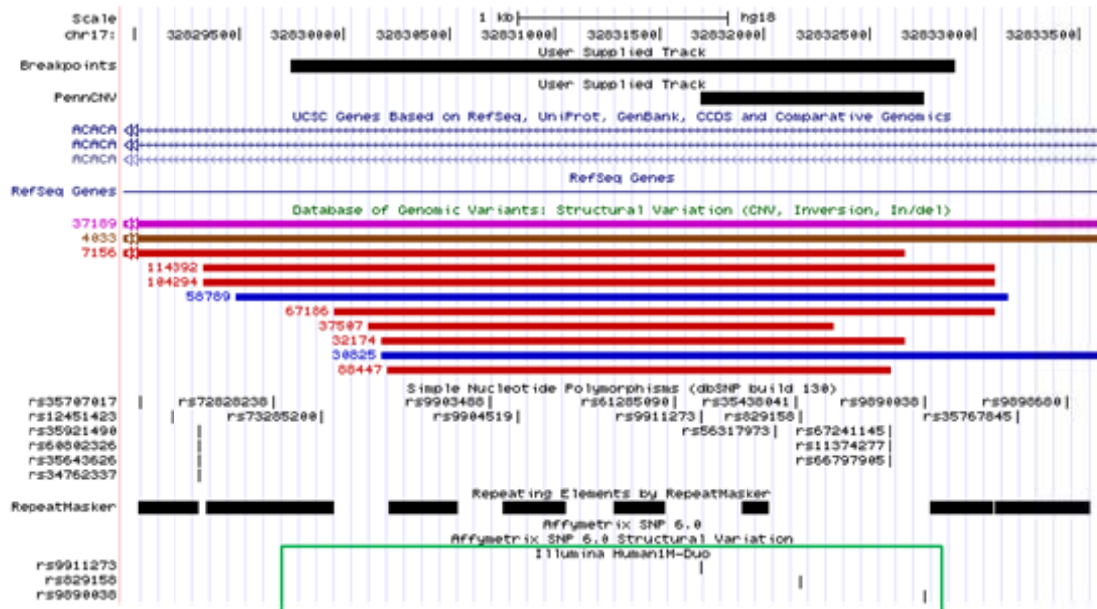 Scale 1 kb hg18
chr17: 32829500 32830000 32830500 32831000 32831500 32832000 32832500 32833000 32833500
User Supplied Track
Breakpoints
User Supplied Track
PennCNV
UCSC Genes Based on RefSeq, UniProt, GenBank, CCDS and Comparative Genomics
ACACA
ACACA
ACACA
RefSeq Genes
RefSeq Genes
Database of Genomic Variants: Structural Variation (CNV, Inversion, In/del)
37189
4033
7156
114392
104294
58789
67186
37507
32174
30825
88447
Simple Nucleotide Polymorphisms (dbSNP build 130)
rs35707017 rs72828238 rs9903488 rs61285090 rs35438041 rs9890038 rs9898680
rs12451423 rs73285200 rs9904519 rs9911273 rs829158 rs35767845
rs35921490 rs56317973 rs67241145
rs60802326 rs11374277
rs35643626 rs66797905
rs34762337
Repeating Elements by RepeatMasker
RepeatMasker
Affymetrix SNP 6.0
Affymetrix SNP 6.0 Structural Variation
Illumina Human1M-Duo
rs9911273
rs829158
rs9890038